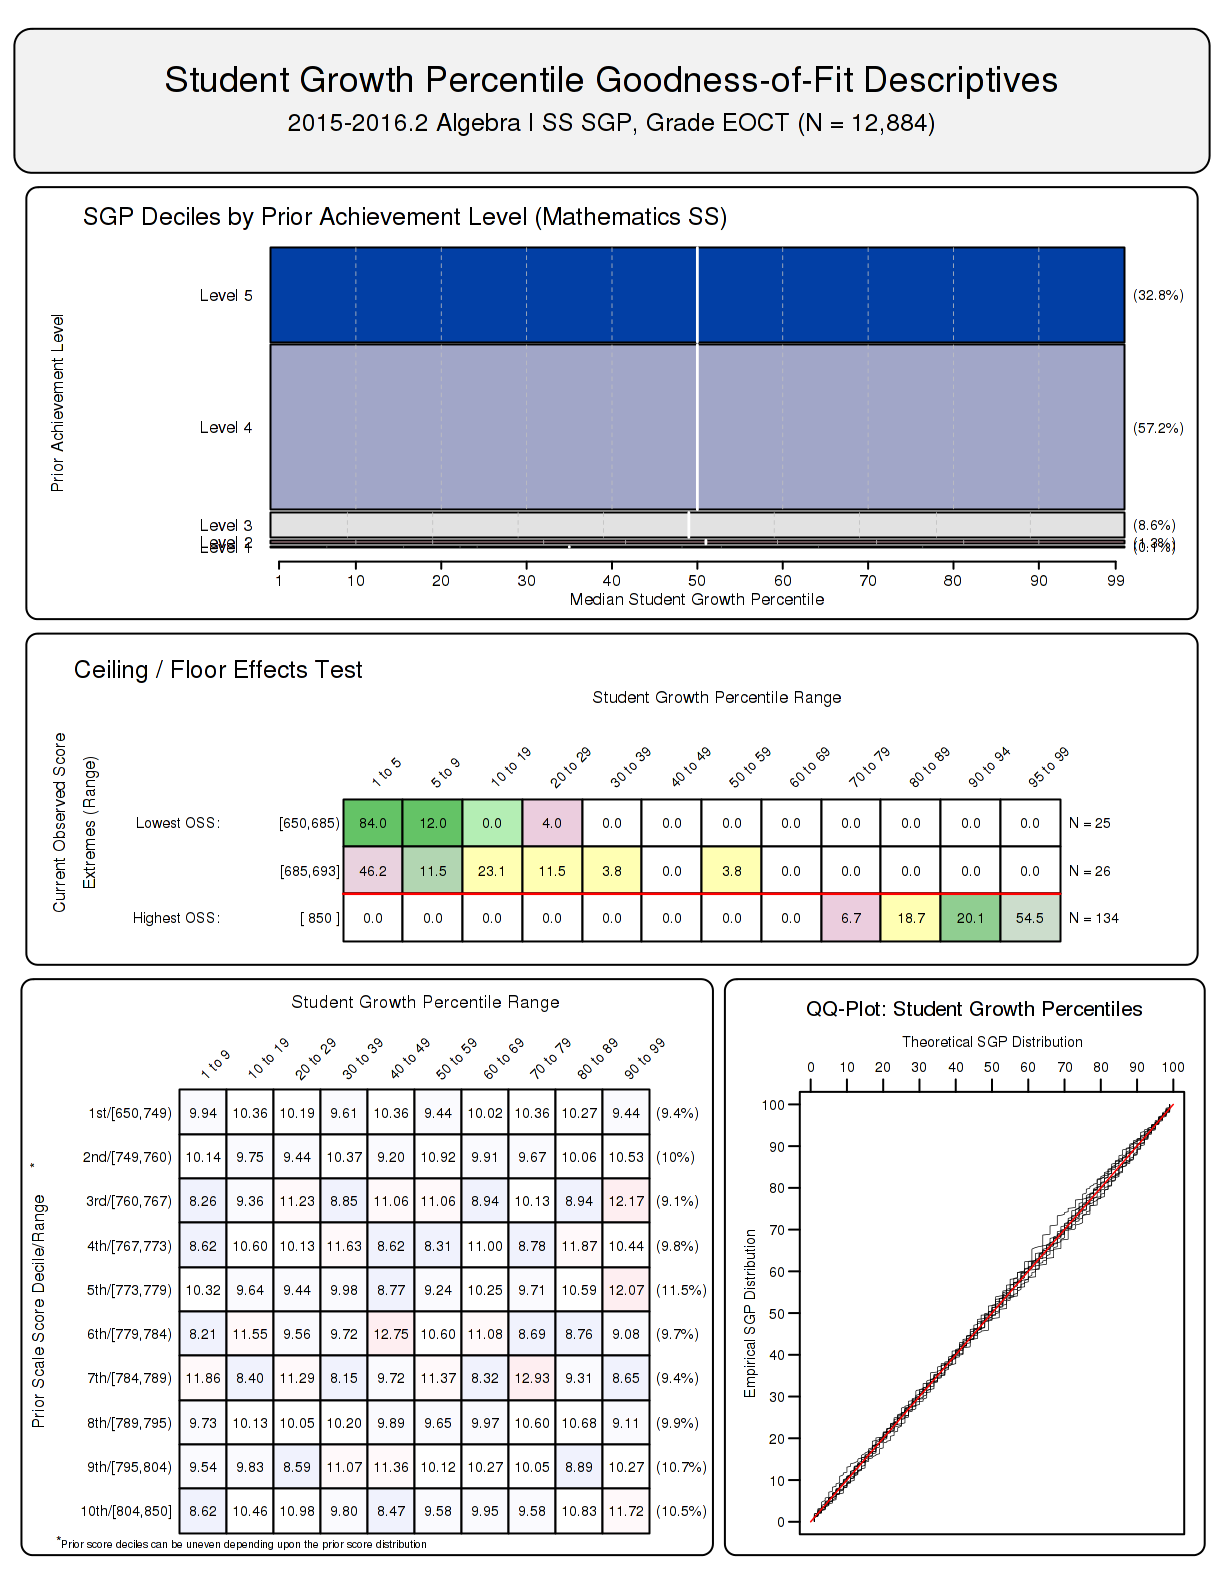 Student Growth Percentile Goodness-of-Fit Descriptives
2015-2016.2 Algebra I SS SGP, Grade EOCT (N = 12,884)
SGP Deciles by Prior Achievement Level (Mathematics SS)
Prior Achievement Level
Level 5 (32.8%)
Level 4 (57.2%)
Level 3 (8.6%)
Level 2 (1.3%)
Level 1 (0.1%)
1 10 20 30 40 50 60 70 80 90 99
Median Student Growth Percentile
Ceiling / Floor Effects Test
Student Growth Percentile Range
Current Observed Score
Extremes (Range)
1 to 5 5 to 9 10 to 19 20 to 29 30 to 39 40 to 49 50 to 59 60 to 69 70 to 79 80 to 89 90 to 94 95 to 99
Lowest OSS: [650,685) 84.0 12.0 0.0 4.0 0.0 0.0 0.0 0.0 0.0 0.0 0.0 0.0 N = 25
[685,693] 46.2 11.5 23.1 11.5 3.8 0.0 3.8 0.0 0.0 0.0 0.0 0.0 N = 26
Highest OSS: [ 850 ] 0.0 0.0 0.0 0.0 0.0 0.0 0.0 0.0 6.7 18.7 20.1 54.5 N = 134
Student Growth Percentile Range
Prior Scale Score Decile/Range *
1 to 9 10 to 19 20 to 29 30 to 39 40 to 49 50 to 59 60 to 69 70 to 79 80 to 89 90 to 99
1st/[650,749) 9.94 10.36 10.19 9.61 10.36 9.44 10.02 10.36 10.27 9.44 (9.4%)
2nd/[749,760) 10.14 9.75 9.44 10.37 9.20 10.92 9.91 9.67 10.06 10.53 (10%)
3rd/[760,767) 8.26 9.36 11.23 8.85 11.06 11.06 8.94 10.13 8.94 12.17 (9.1%)
4th/[767,773) 8.62 10.60 10.13 11.63 8.62 8.31 11.00 8.78 11.87 10.44 (9.8%)
5th/[773,779) 10.32 9.64 9.44 9.98 8.77 9.24 10.25 9.71 10.59 12.07 (11.5%)
6th/[779,784) 8.21 11.55 9.56 9.72 12.75 10.60 11.08 8.69 8.76 9.08 (9.7%)
7th/[784,789) 11.86 8.40 11.29 8.15 9.72 11.37 8.32 12.93 9.31 8.65 (9.4%)
8th/[789,795) 9.73 10.13 10.05 10.20 9.89 9.65 9.97 10.60 10.68 9.11 (9.9%)
9th/[795,804) 9.54 9.83 8.59 11.07 11.36 10.12 10.27 10.05 8.89 10.27 (10.7%)
10th/[804,850] 8.62 10.46 10.98 9.80 8.47 9.58 9.95 9.58 10.83 11.72 (10.5%)
*Prior score deciles can be uneven depending upon the prior score distribution
QQ-Plot: Student Growth Percentiles
Theoretical SGP Distribution
0 10 20 30 40 50 60 70 80 90 100
Empirical SGP Distribution
100
90
80
70
60
50
40
30
20
10
0